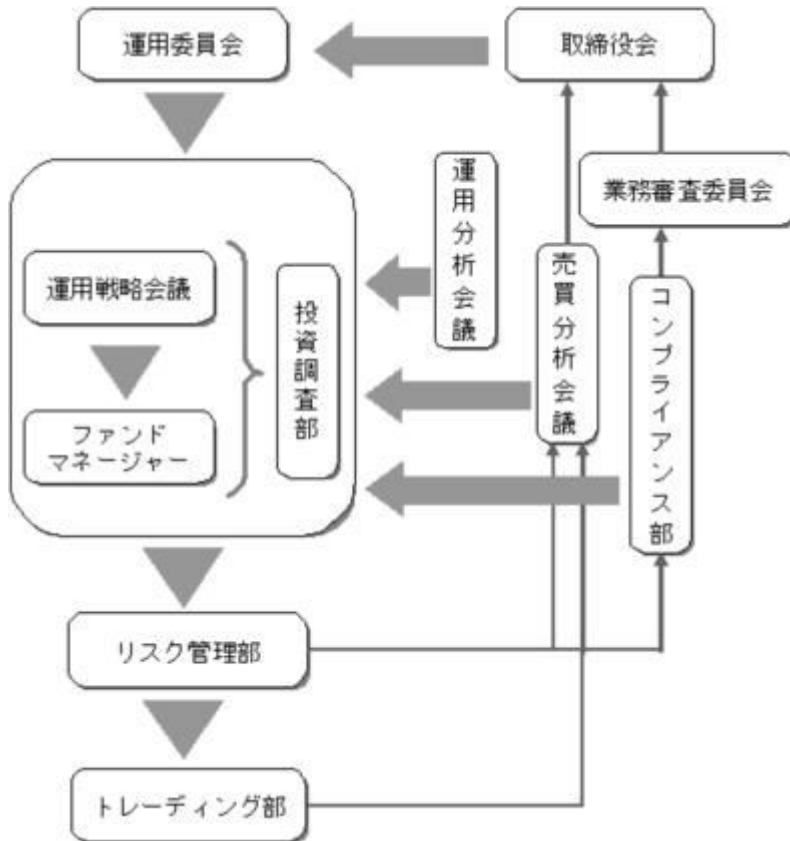 運用委員会
取締役会
運用分析会議
業務審査委員会
売買分析会議
コンプライアンス部
運用戦略会議
投資調査部
ファンド
マネージャー
リスク管理部
トレーディング部